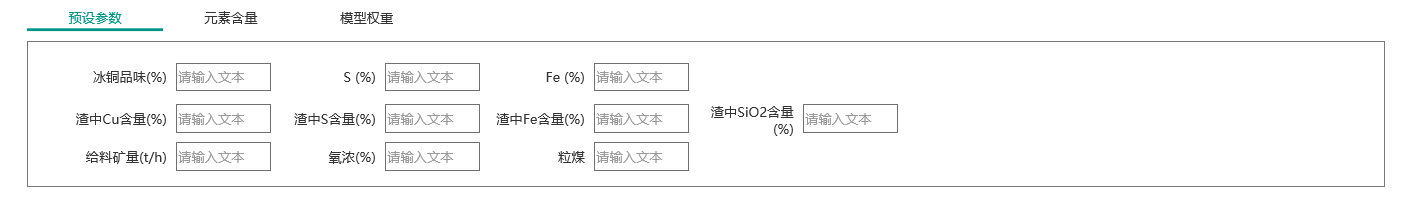 预设参数 元素含量 模型权重
冰铜品味(%) 请输入文本 S (%) 请输入文本 Fe (%) 请输入文本
渣中Cu含量(%) 请输入文本 渣中S含量(%) 请输入文本 渣中Fe含量(%) 请输入文本 渣中SiO2含量
(%) 请输入文本
给料矿量(t/h) 请输入文本 氧浓(%) 请输入文本 粒煤 请输入文本